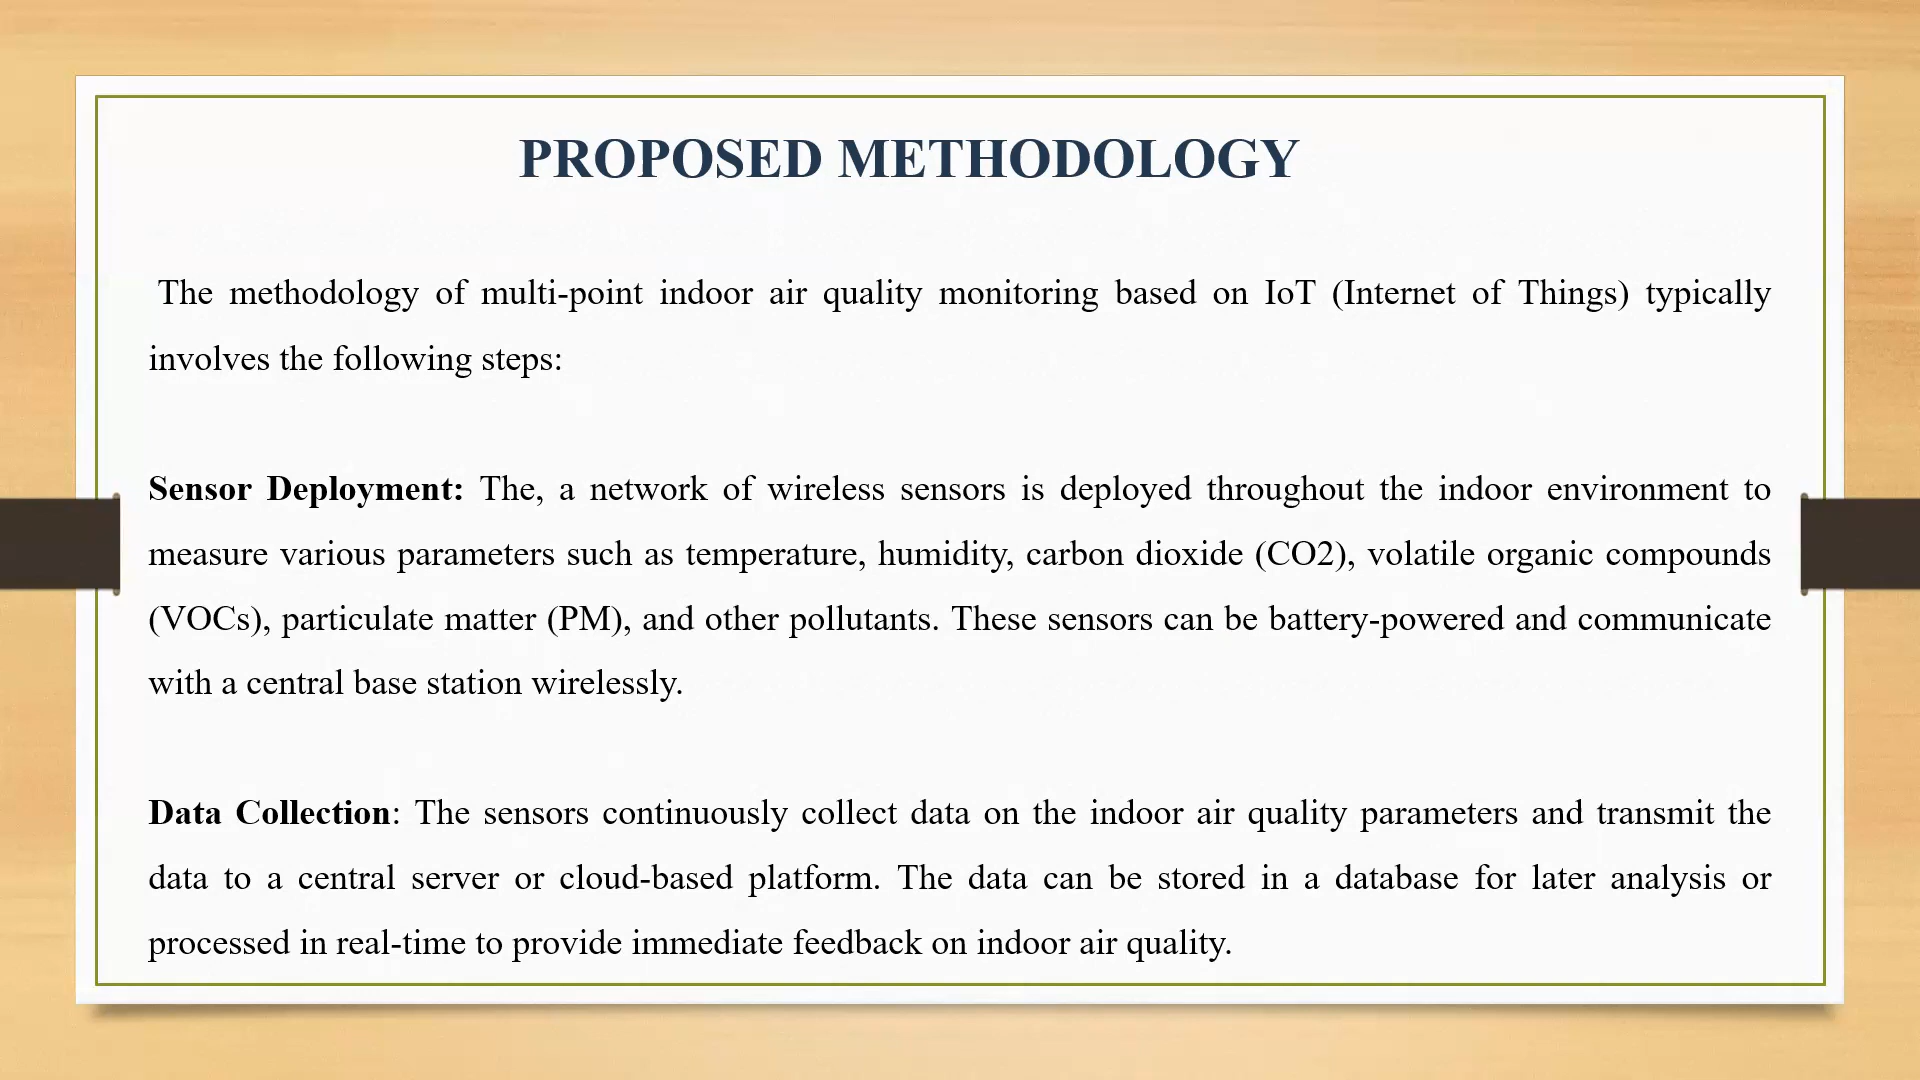 PROPOSED METHODOLOGY
The methodology of multi-point indoor air quality monitoring based on IoT (Internet of Things) typically
involves the following steps:
Sensor Deployment: The, a network of wireless sensors is deployed throughout the indoor environment to
measure various parameters such as temperature, humidity, carbon dioxide (CO2), volatile organic compounds
(VOCs), particulate matter (PM), and other pollutants. These sensors can be battery-powered and communicate
with a central base station wirelessly.
Data Collection: The sensors continuously collect data on the indoor air quality parameters and transmit the
data to a central server or cloud-based platform. The data can be stored in a database for later analysis or
processed in real-time to provide immediate feedback on indoor air quality.